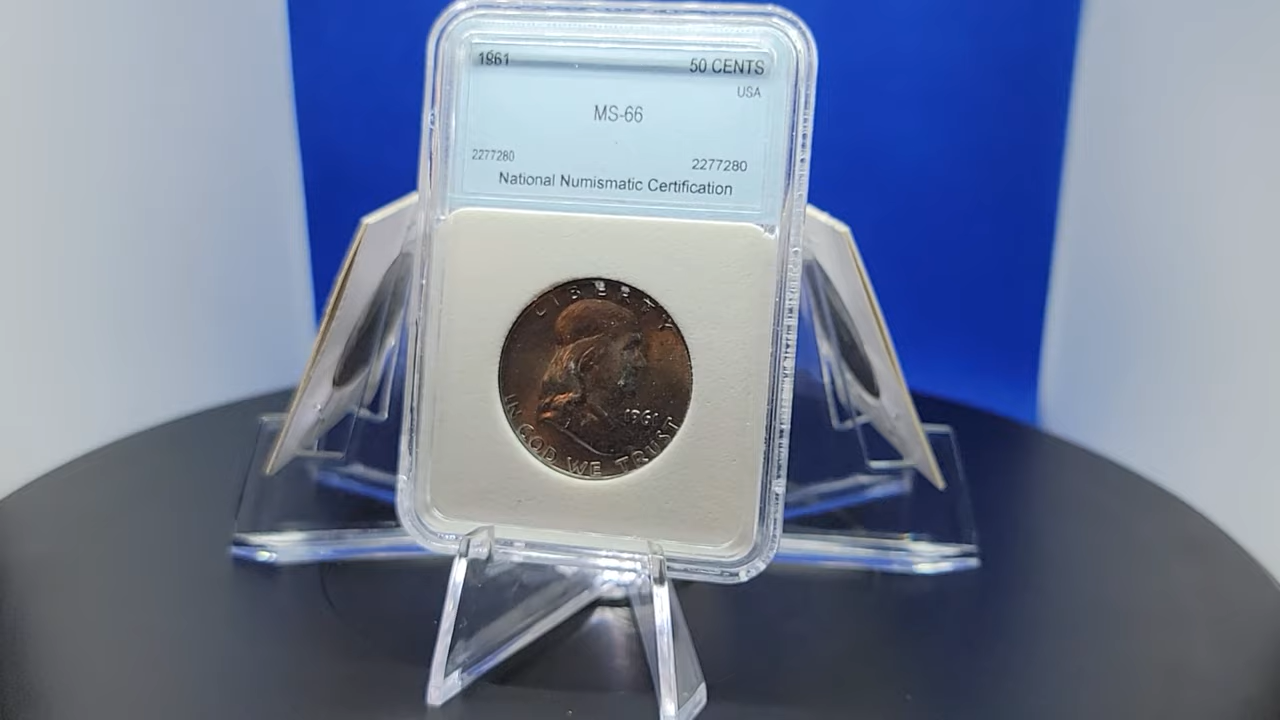 1961 50 CENTS
USA
MS-66
2277280 2277280
National Numismatic Certification
LIBERTY
1961
IN GOD WE TRUST